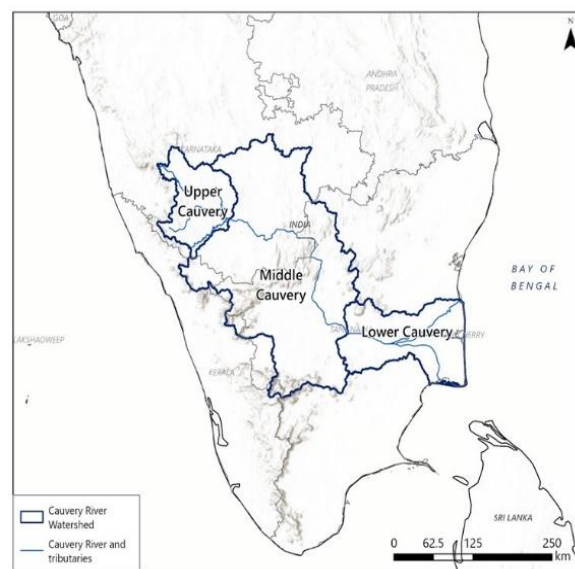 GOA
N
ANDHRA
PRADESH
KARNATAKA
Upper
Cauvery
INDIA
BAY OF
BENGAL
Middle
Cauvery
Lower Cauvery
LAKSHADWEEP
KERALA
Cauvery River
Watershed
Cauvery River and
tributaries
SRI LANKA
0 62.5 125 250
km